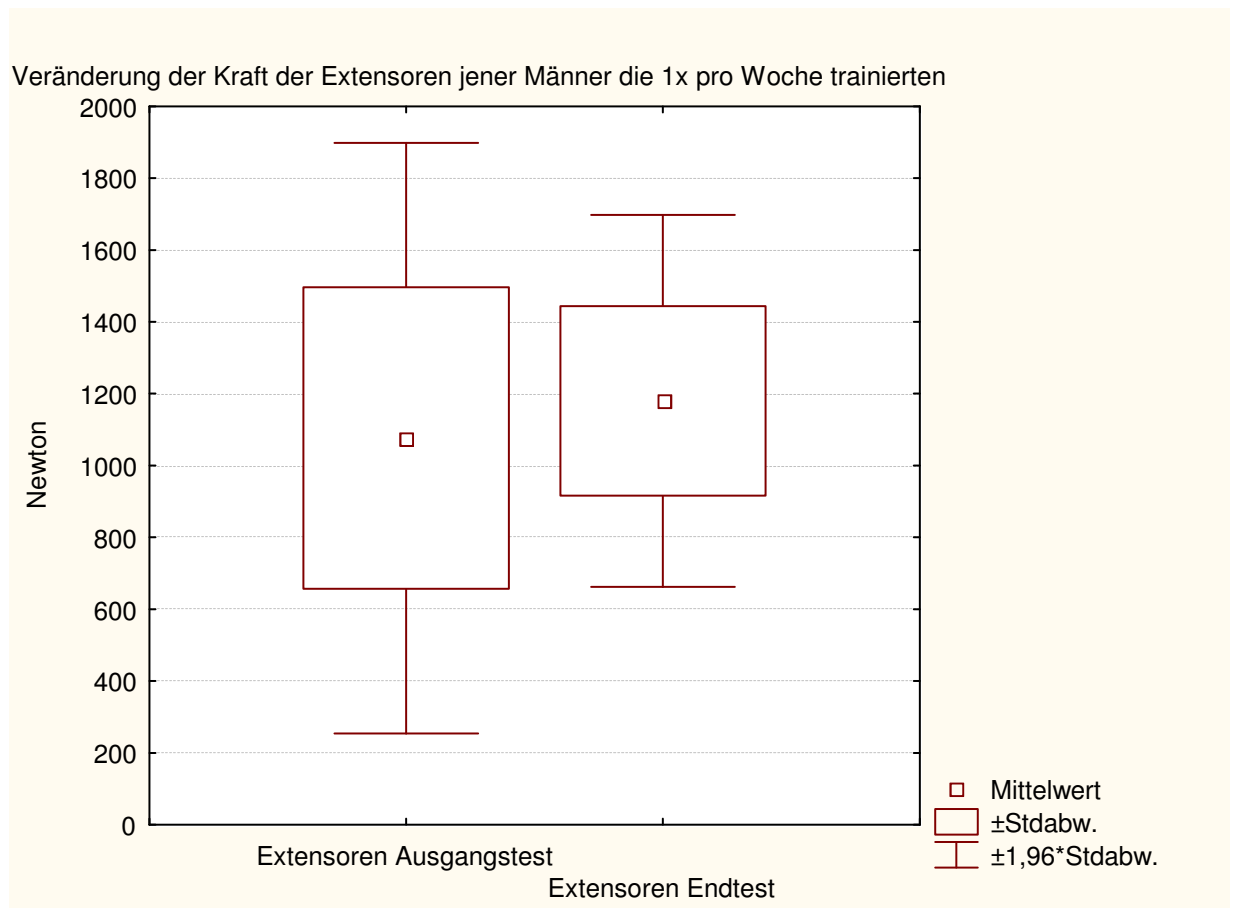 Veränderung der Kraft der Extensoren jener Männer die 1x pro Woche trainierten
2000
1800
1600
1400
1200
1000
800
600
400
200
0
Newton
Extensoren Ausgangstest
Extensoren Endtest
Mittelwert
±Stdabw.
±1,96*Stdabw.